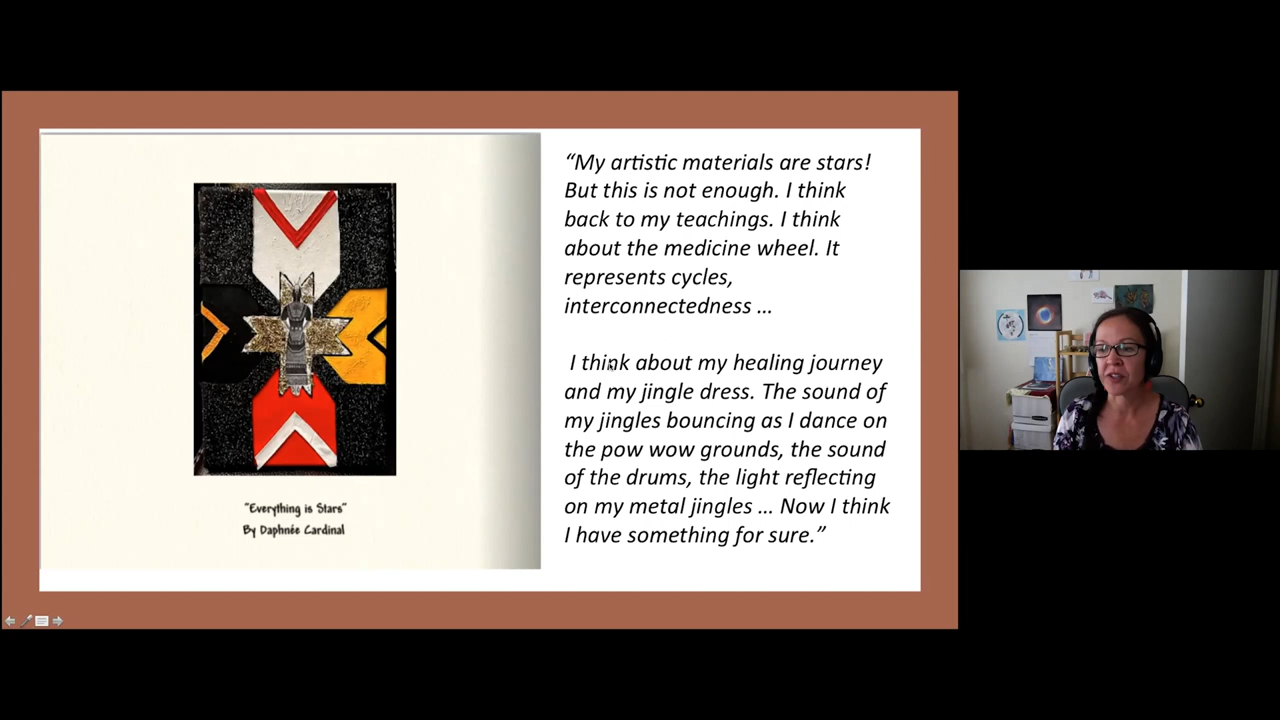 "Everything is Stars"
By Daphnée Cardinal
“My artistic materials are stars!
But this is not enough. I think
back to my teachings. I think
about the medicine wheel. It
represents cycles,
interconnectedness …
I think about my healing journey
and my jingle dress. The sound of
my jingles bouncing as I dance on
the pow wow grounds, the sound
of the drums, the light reflecting
on my metal jingles … Now I think
I have something for sure.”